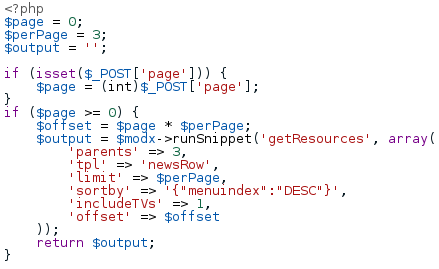 <?php
$page = 0;
$perPage = 3;
$output = '';

if (isset($_POST['page'])) {
    $page = (int)$_POST['page'];
}
if ($page >= 0) {
    $offset = $page * $perPage;
    $output = $modx->runSnippet('getResources', array(
        'parents' => 3,
        'tpl' => 'newsRow',
        'limit' => $perPage,
        'sortby' => '{"menuindex":"DESC"}',
        'includeTVs' => 1,
        'offset' => $offset
    ));
    return $output;
}